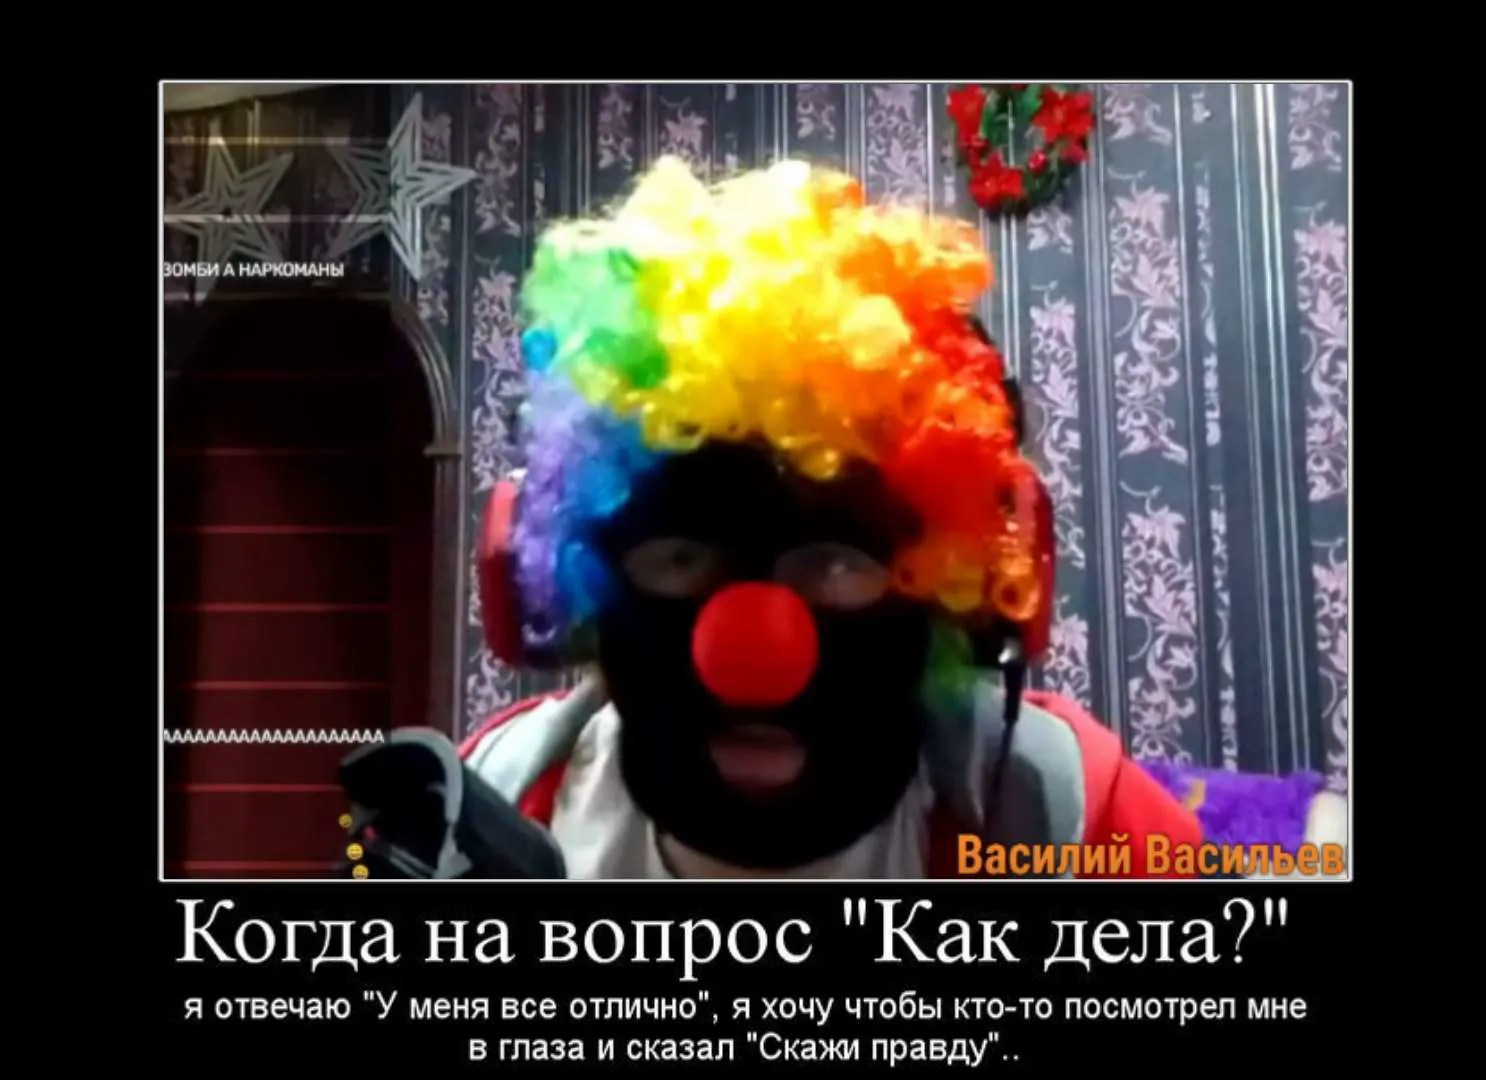 ЗОМБИ А НАРКОМАНЫ
ААААААААААААААААААА
Василий Васильев
Когда на вопрос "Как дела?"
я отвечаю "У меня все отлично", я хочу чтобы кто-то посмотрел мне
в глаза и сказал "Скажи правду"..